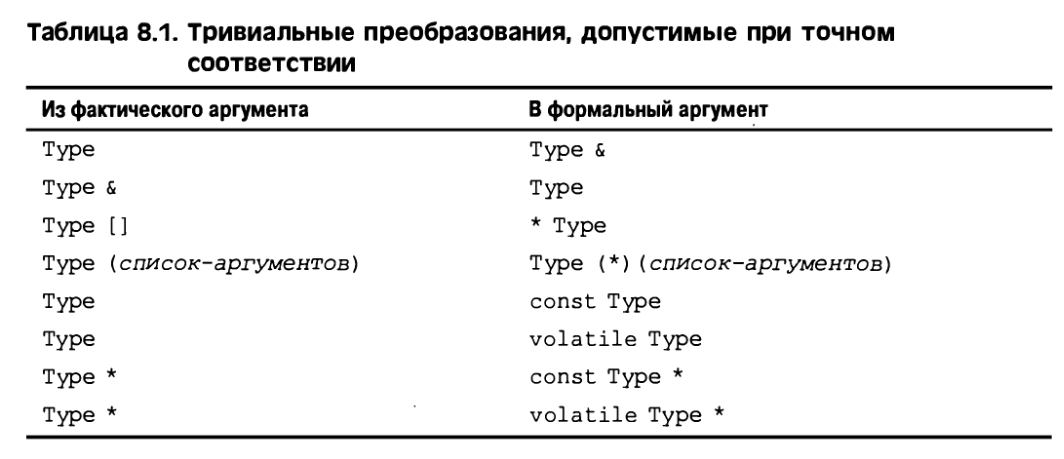 Таблица 8.1. Тривиальные преобразования, допустимые при точном
соответствии
Из фактического аргумента В формальный аргумент
Type Type &
Type & Type
Type [] * Type
Type (список-аргументов) Type (*)(список-аргументов)
Type const Type
Type volatile Type
Type * const Type *
Type * volatile Type *